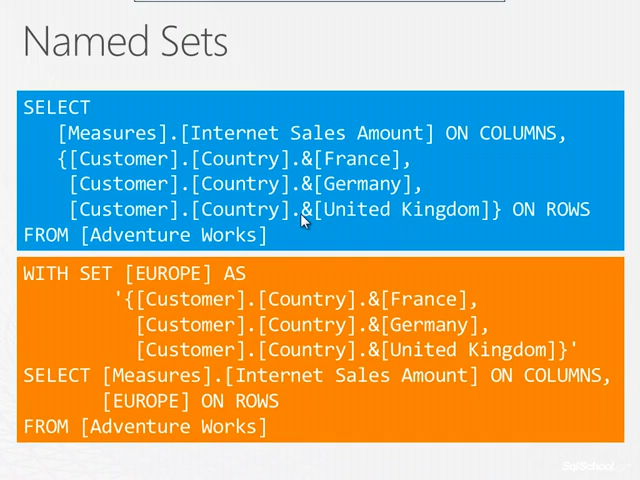 Named Sets
SELECT
[Measures].[Internet Sales Amount] ON COLUMNS,
{[Customer].[Country].&[France],
[Customer].[Country].&[Germany],
[Customer].[Country].&[United Kingdom]} ON ROWS
FROM [Adventure Works]
WITH SET [EUROPE] AS
'{[Customer].[Country].&[France],
[Customer].[Country].&[Germany],
[Customer].[Country].&[United Kingdom]}'
SELECT [Measures].[Internet Sales Amount] ON COLUMNS,
[EUROPE] ON ROWS
FROM [Adventure Works]
SqlSchool